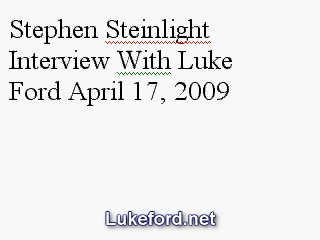 Stephen Steinlight
Interview With Luke
Ford April 17, 2009
Lukeford.net